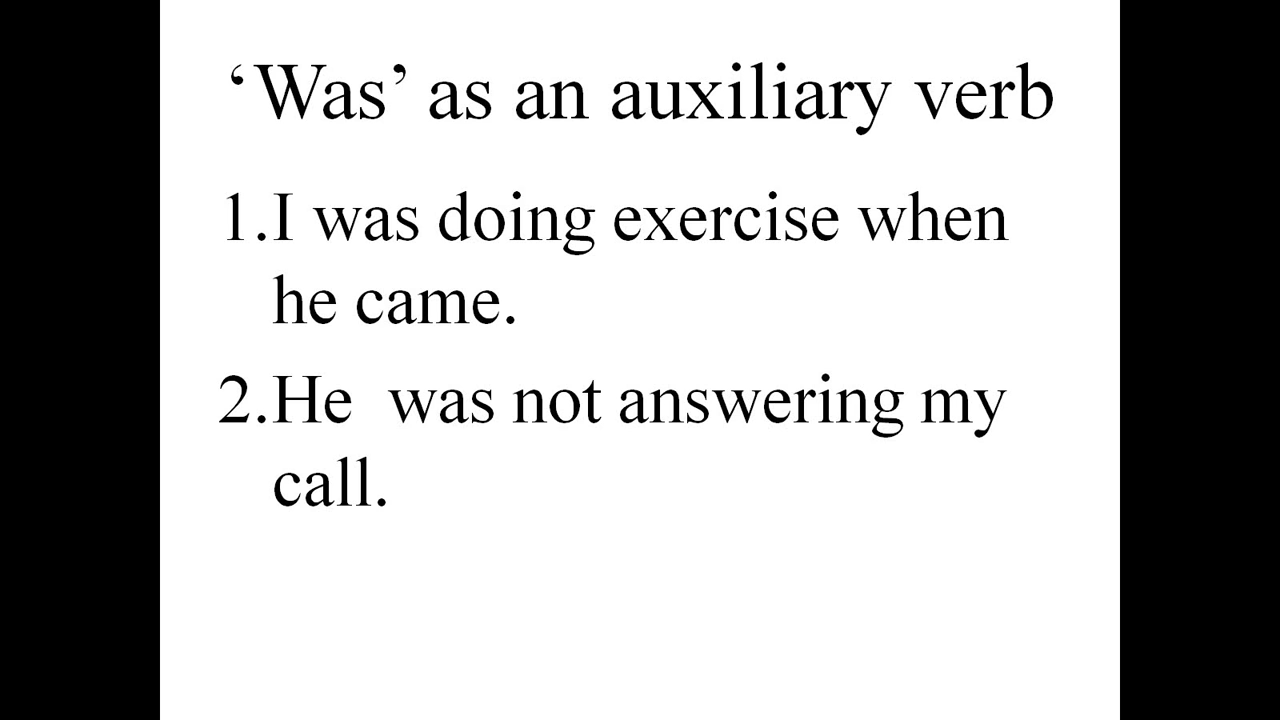 ‘Was’ as an auxiliary verb
1.I was doing exercise when
he came.
2.He  was not answering my
call.